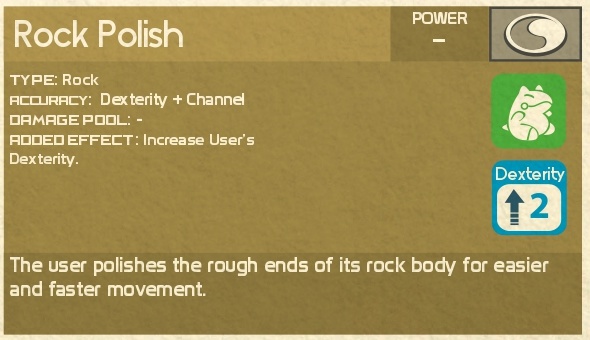 Rock Polish
POWER
–
TYPE: Rock
ACCURACY: Dexterity + Channel
DAMAGE POOL: -
ADDED EFFECT: Increase User's
Dexterity.
Dexterity
2
The user polishes the rough ends of its rock body for easier
and faster movement.